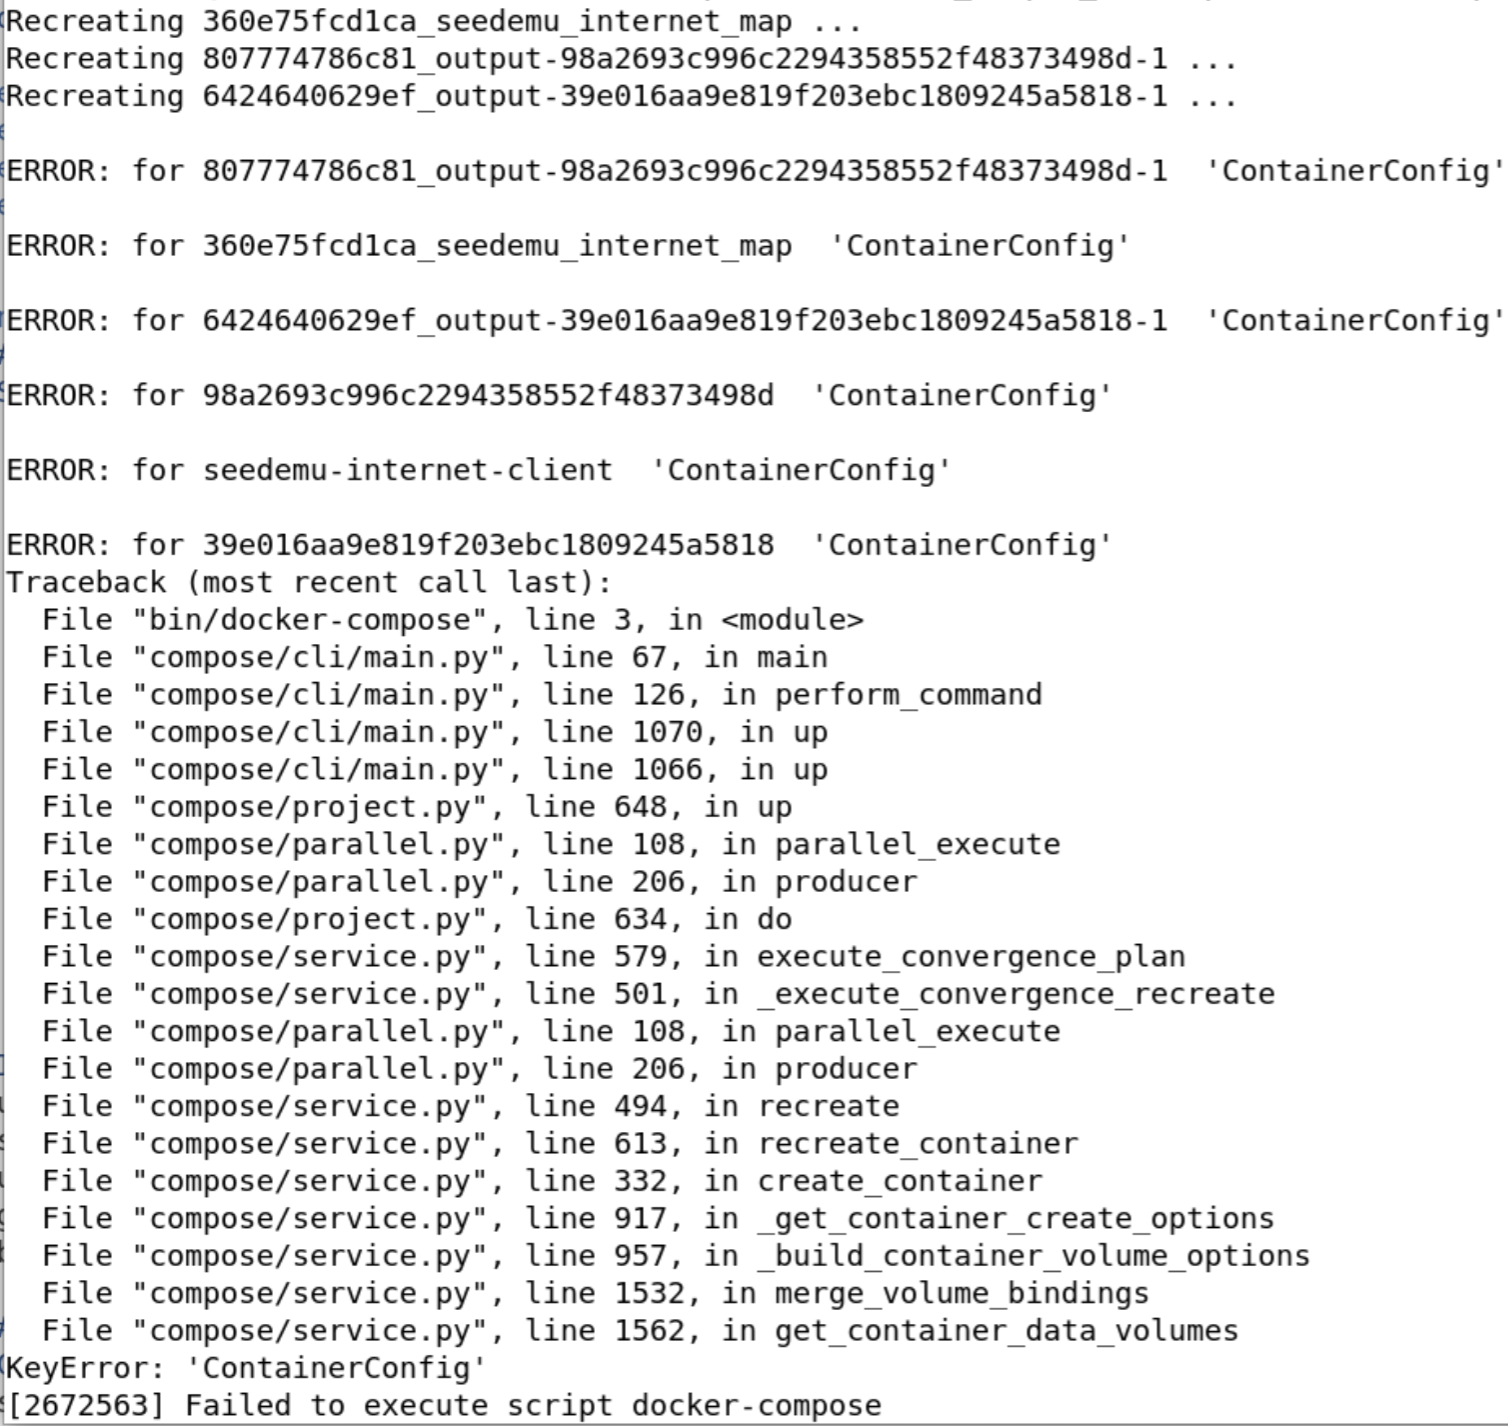 Recreating 360e75fcd1ca_seedemu_internet_map ...
Recreating 807774786c81_output-98a2693c996c2294358552f48373498d-1 ...
Recreating 6424640629ef_output-39e016aa9e819f203ebc1809245a5818-1 ...
ERROR: for 807774786c81_output-98a2693c996c2294358552f48373498d-1  'ContainerConfig'
ERROR: for 360e75fcd1ca_seedemu_internet_map  'ContainerConfig'
ERROR: for 6424640629ef_output-39e016aa9e819f203ebc1809245a5818-1  'ContainerConfig'
ERROR: for 98a2693c996c2294358552f48373498d  'ContainerConfig'
ERROR: for seedemu-internet-client  'ContainerConfig'
ERROR: for 39e016aa9e819f203ebc1809245a5818  'ContainerConfig'
Traceback (most recent call last):
  File "bin/docker-compose", line 3, in <module>
  File "compose/cli/main.py", line 67, in main
  File "compose/cli/main.py", line 126, in perform_command
  File "compose/cli/main.py", line 1070, in up
  File "compose/cli/main.py", line 1066, in up
  File "compose/project.py", line 648, in up
  File "compose/parallel.py", line 108, in parallel_execute
  File "compose/parallel.py", line 206, in producer
  File "compose/project.py", line 634, in do
  File "compose/service.py", line 579, in execute_convergence_plan
  File "compose/service.py", line 501, in _execute_convergence_recreate
  File "compose/parallel.py", line 108, in parallel_execute
  File "compose/parallel.py", line 206, in producer
  File "compose/service.py", line 494, in recreate
  File "compose/service.py", line 613, in recreate_container
  File "compose/service.py", line 332, in create_container
  File "compose/service.py", line 917, in _get_container_create_options
  File "compose/service.py", line 957, in _build_container_volume_options
  File "compose/service.py", line 1532, in merge_volume_bindings
  File "compose/service.py", line 1562, in get_container_data_volumes
KeyError: 'ContainerConfig'
[2672563] Failed to execute script docker-compose